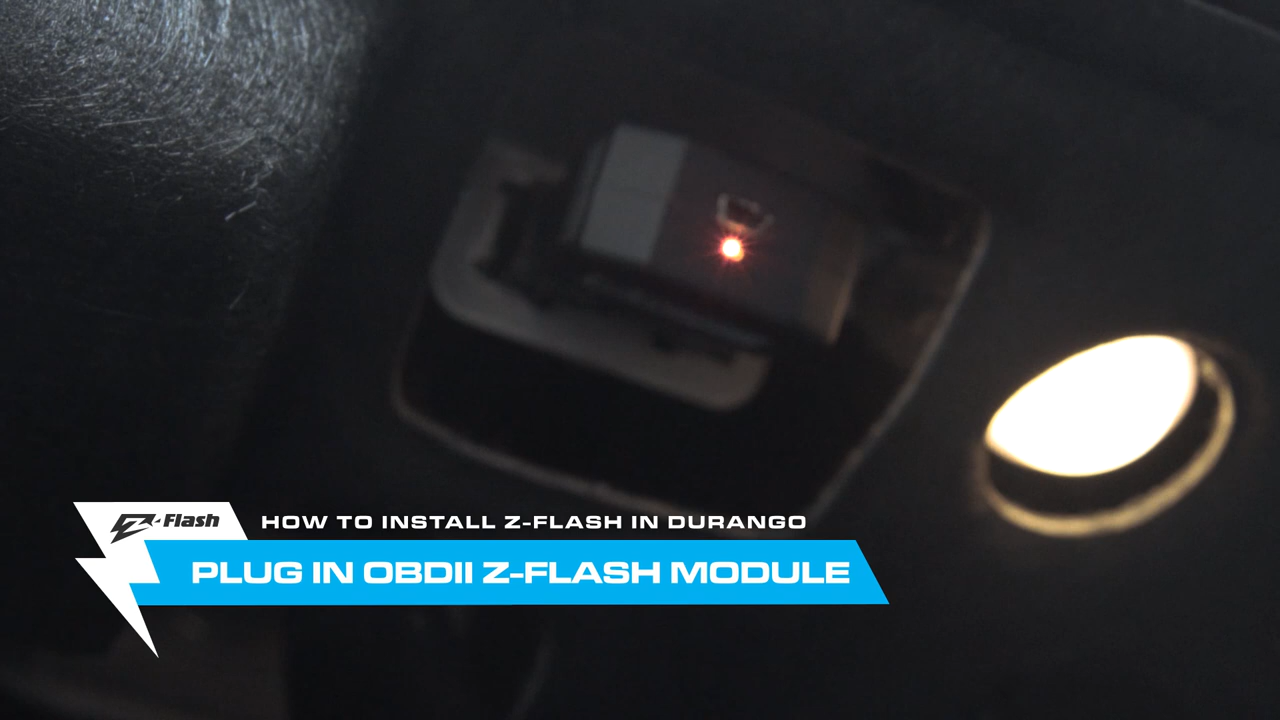 Z-Flash
HOW TO INSTALL Z-FLASH IN DURANGO
PLUG IN OBDII Z-FLASH MODULE